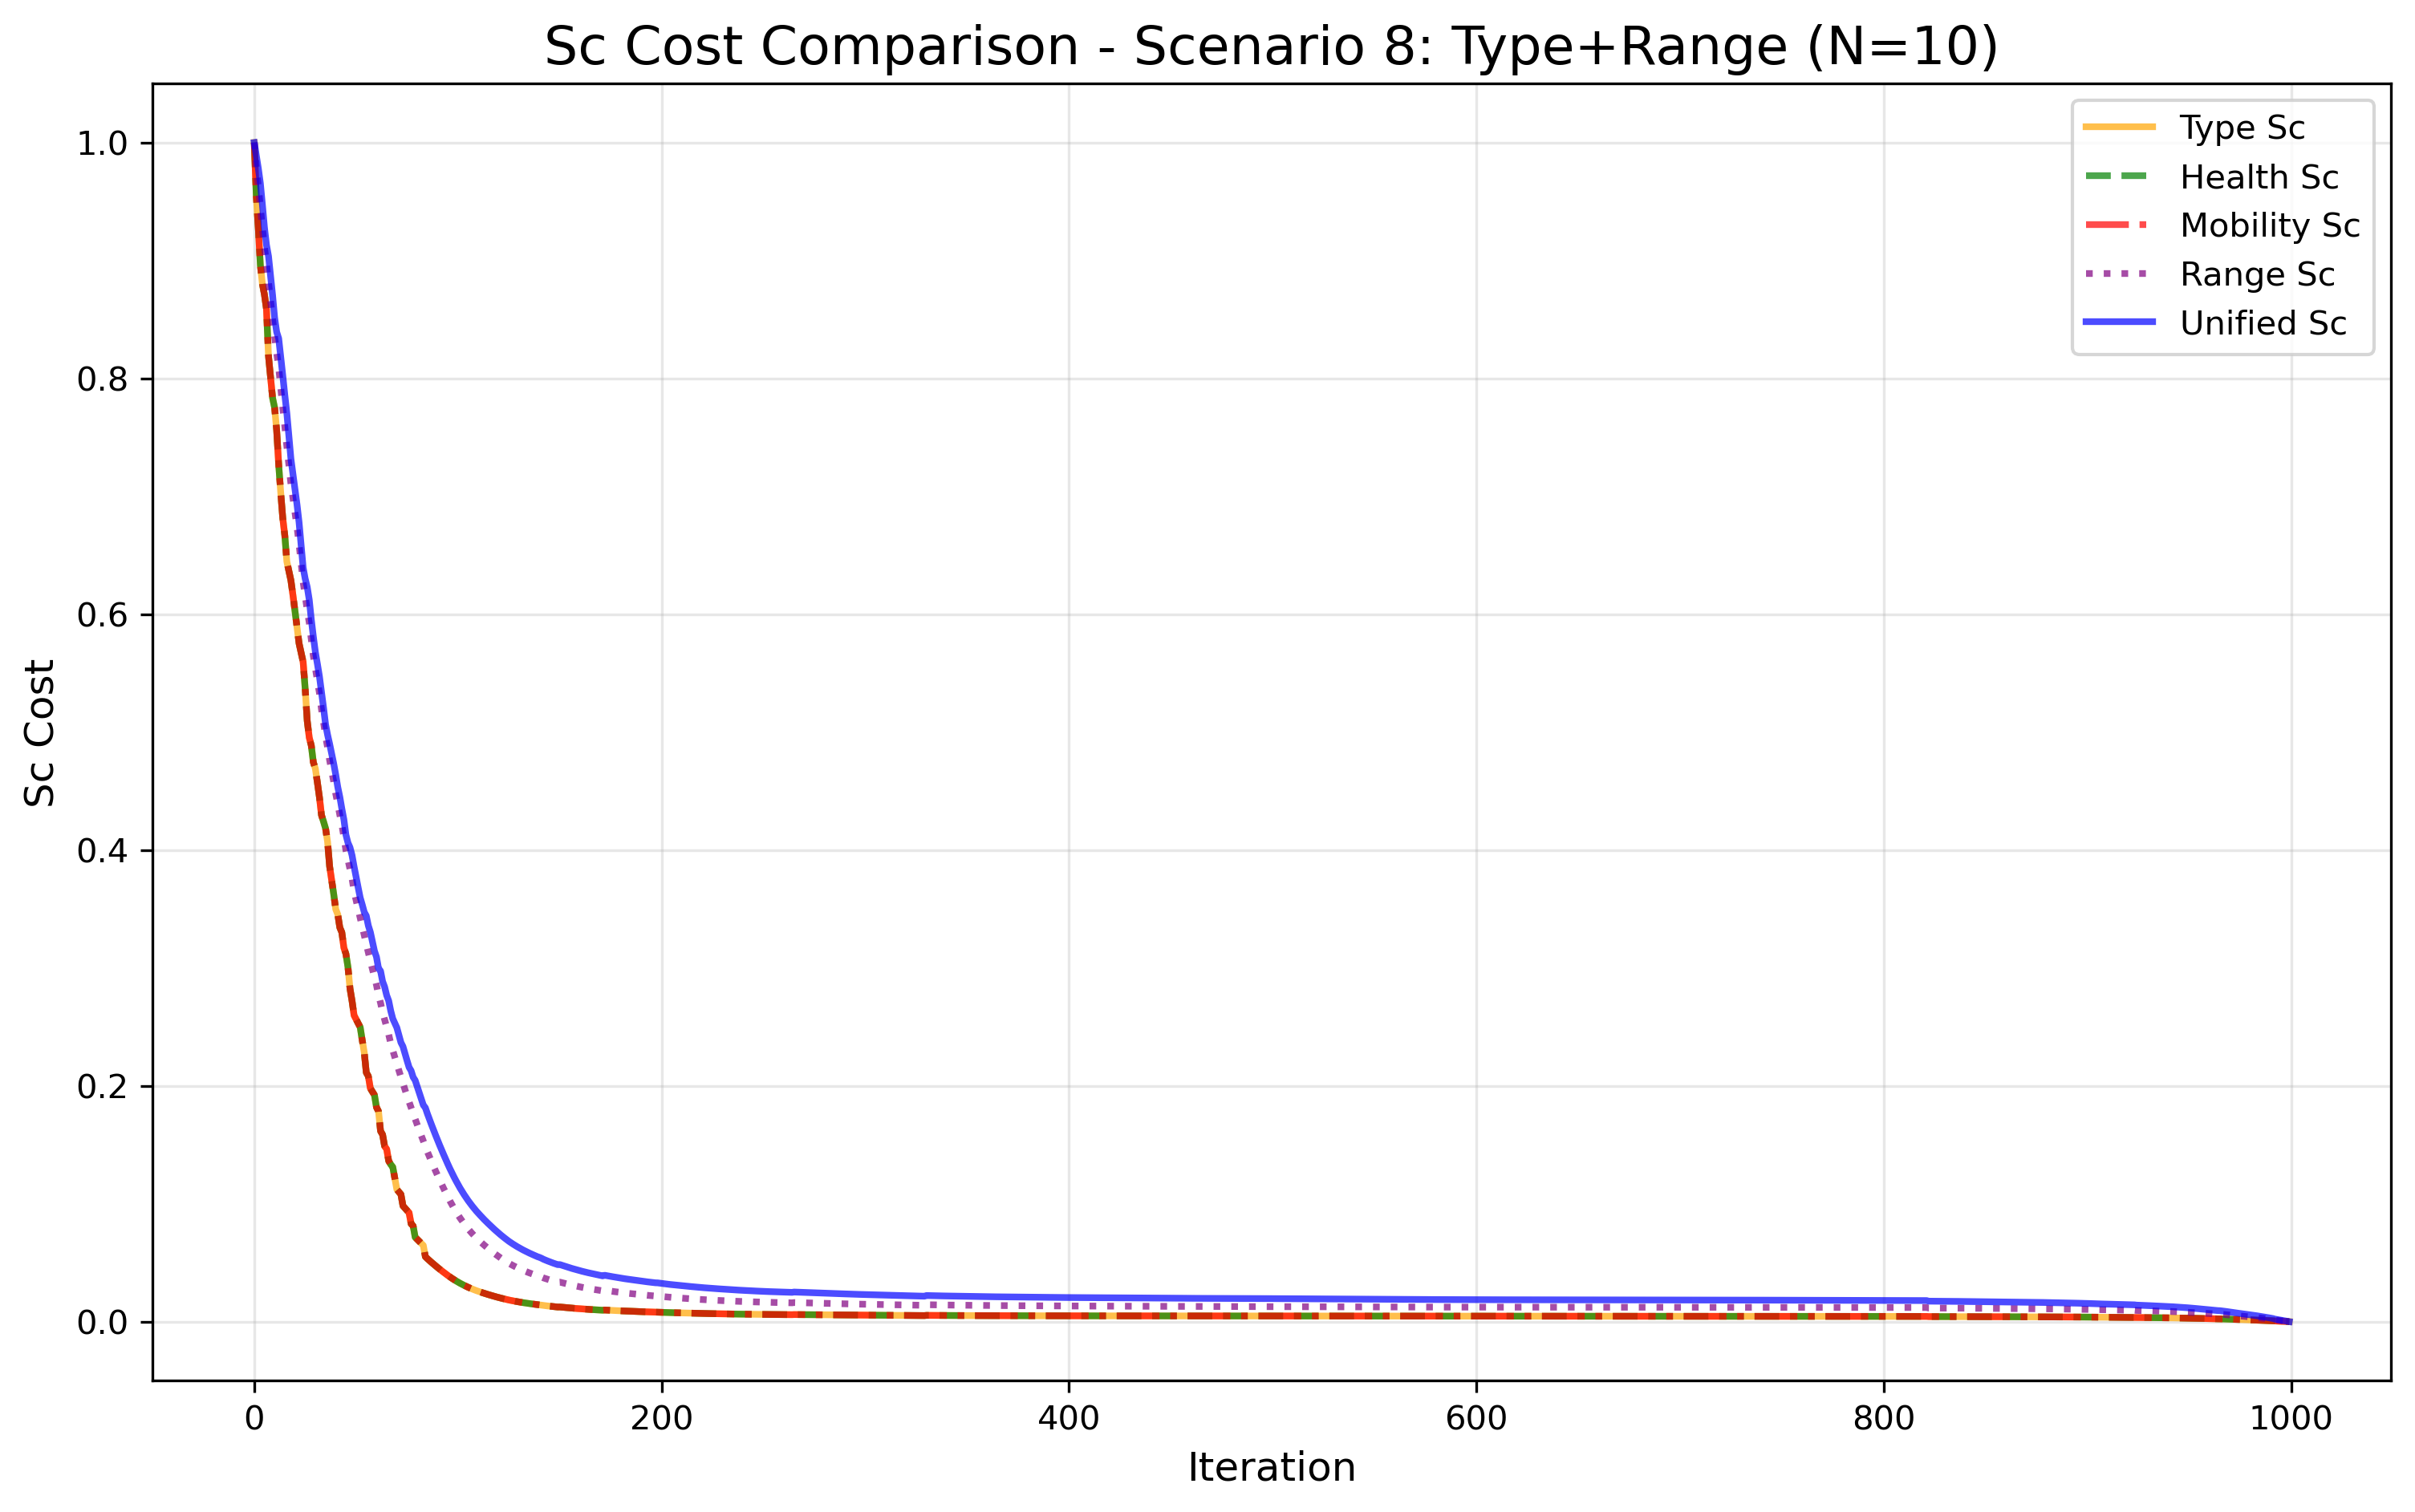 Sc Cost Comparison - Scenario 8: Type+Range (N=10)
Type Sc
Health Sc
Mobility Sc
Range Sc
Unified Sc
Sc Cost
1.0
0.8
0.6
0.4
0.2
0.0
0
200
400
600
800
1000
Iteration